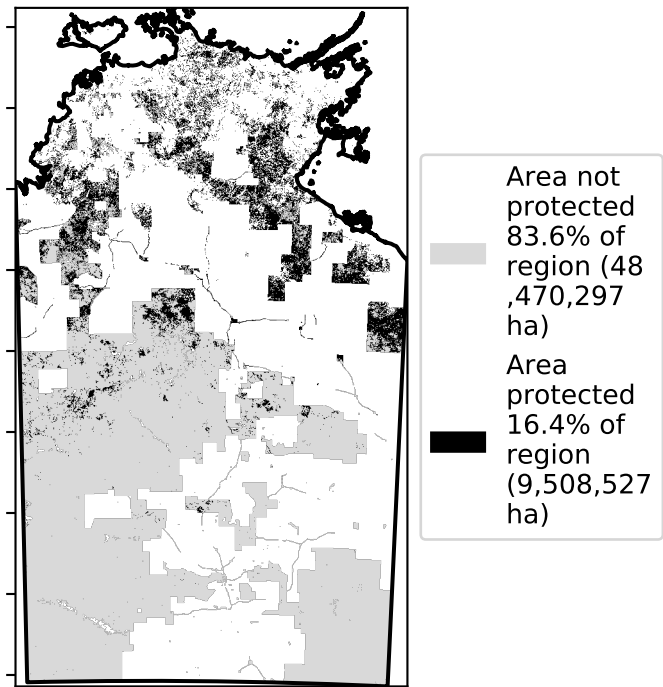 Area not
protected
83.6% of
region (48
,470,297
ha)
Area
protected
16.4% of
region
(9,508,527
ha)